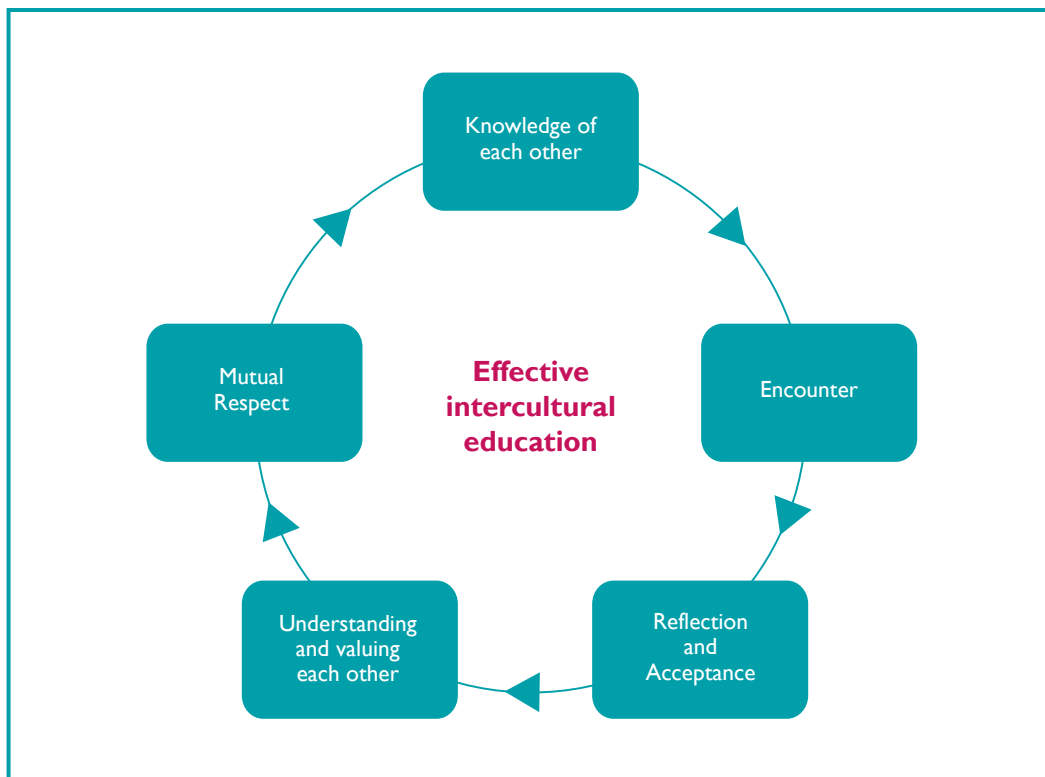 Knowledge of
each other
Encounter
Reflection
and
Acceptance
Understanding
and valuing
each other
Mutual
Respect
Effective
intercultural
education